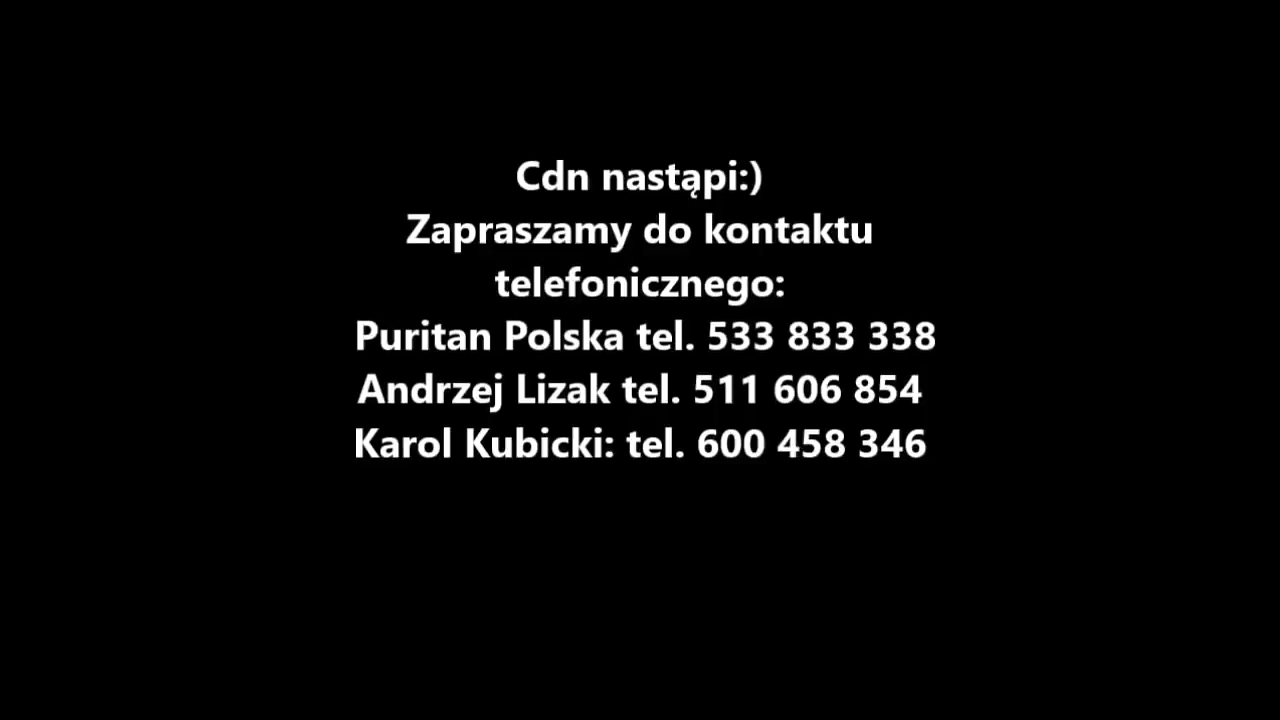 Cdn nastąpi:)
Zapraszamy do kontaktu
telefonicznego:
Puritan Polska tel. 533 833 338
Andrzej Lizak tel. 511 606 854
Karol Kubicki: tel. 600 458 346